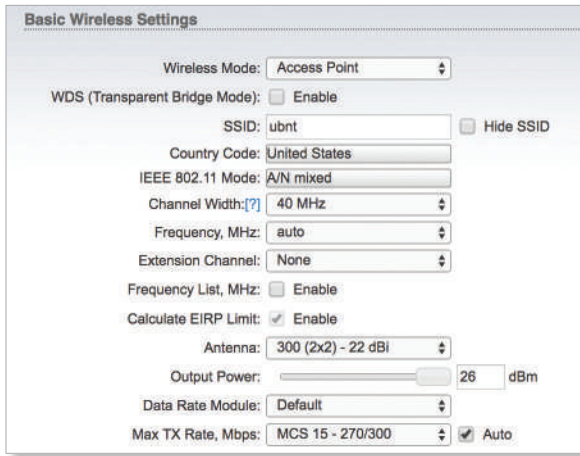 Basic Wireless Settings
Wireless Mode: Access Point
WDS (Transparent Bridge Mode): Enable
SSID: ubnt Hide SSID
Country Code: United States
IEEE 802.11 Mode: A/N mixed
Channel Width:[?] 40 MHz
Frequency, MHz: auto
Extension Channel: None
Frequency List, MHz: Enable
Calculate EIRP Limit: Enable
Antenna: 300 (2x2) - 22 dBi
Output Power: 26 dBm
Data Rate Module: Default
Max TX Rate, Mbps: MCS 15 - 270/300 Auto